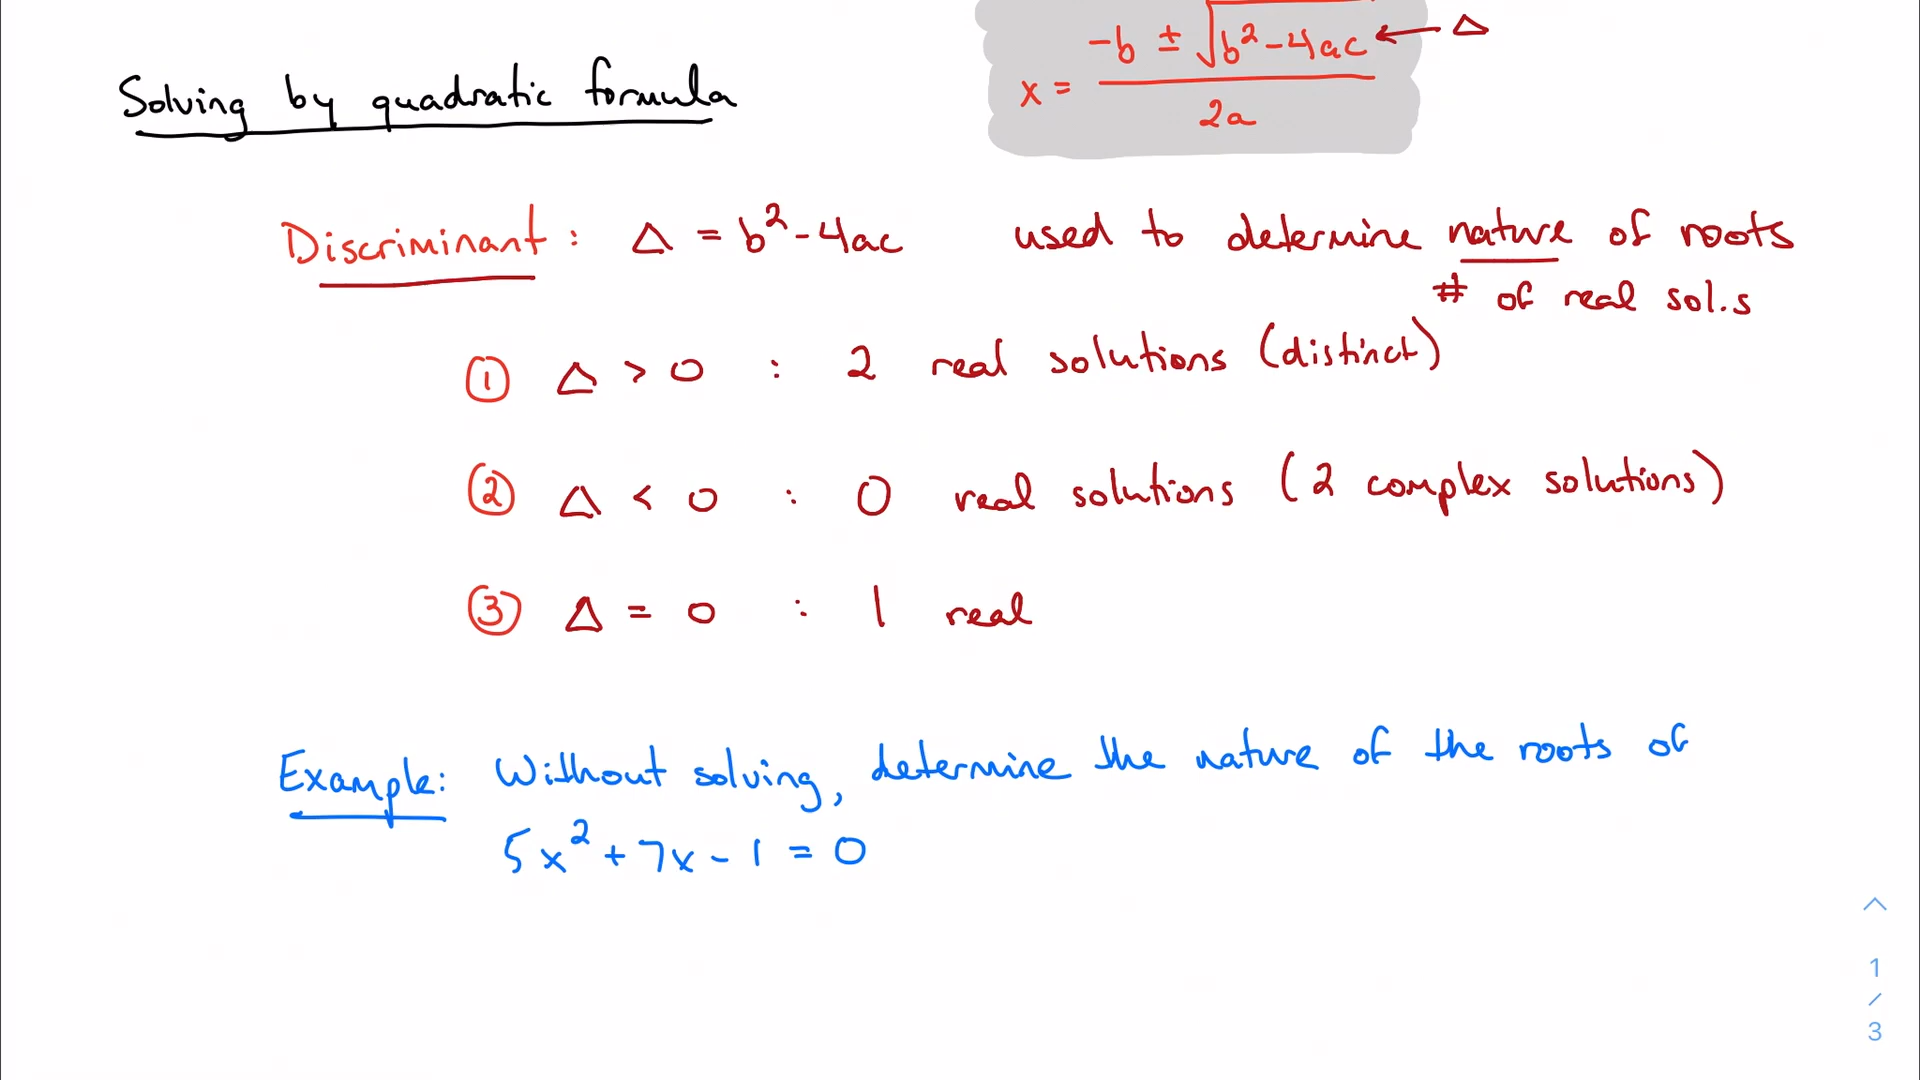 x = -b ± √b²-4ac / 2a ← Δ
Solving by quadratic formula
Discriminant : Δ = b²-4ac used to determine nature of roots
# of real sol.s
① Δ > 0 : 2 real solutions (distinct)
② Δ < 0 : 0 real solutions (2 complex solutions)
③ Δ = 0 : 1 real
Example: Without solving, determine the nature of the roots of
5x² + 7x - 1 = 0
1
/
3